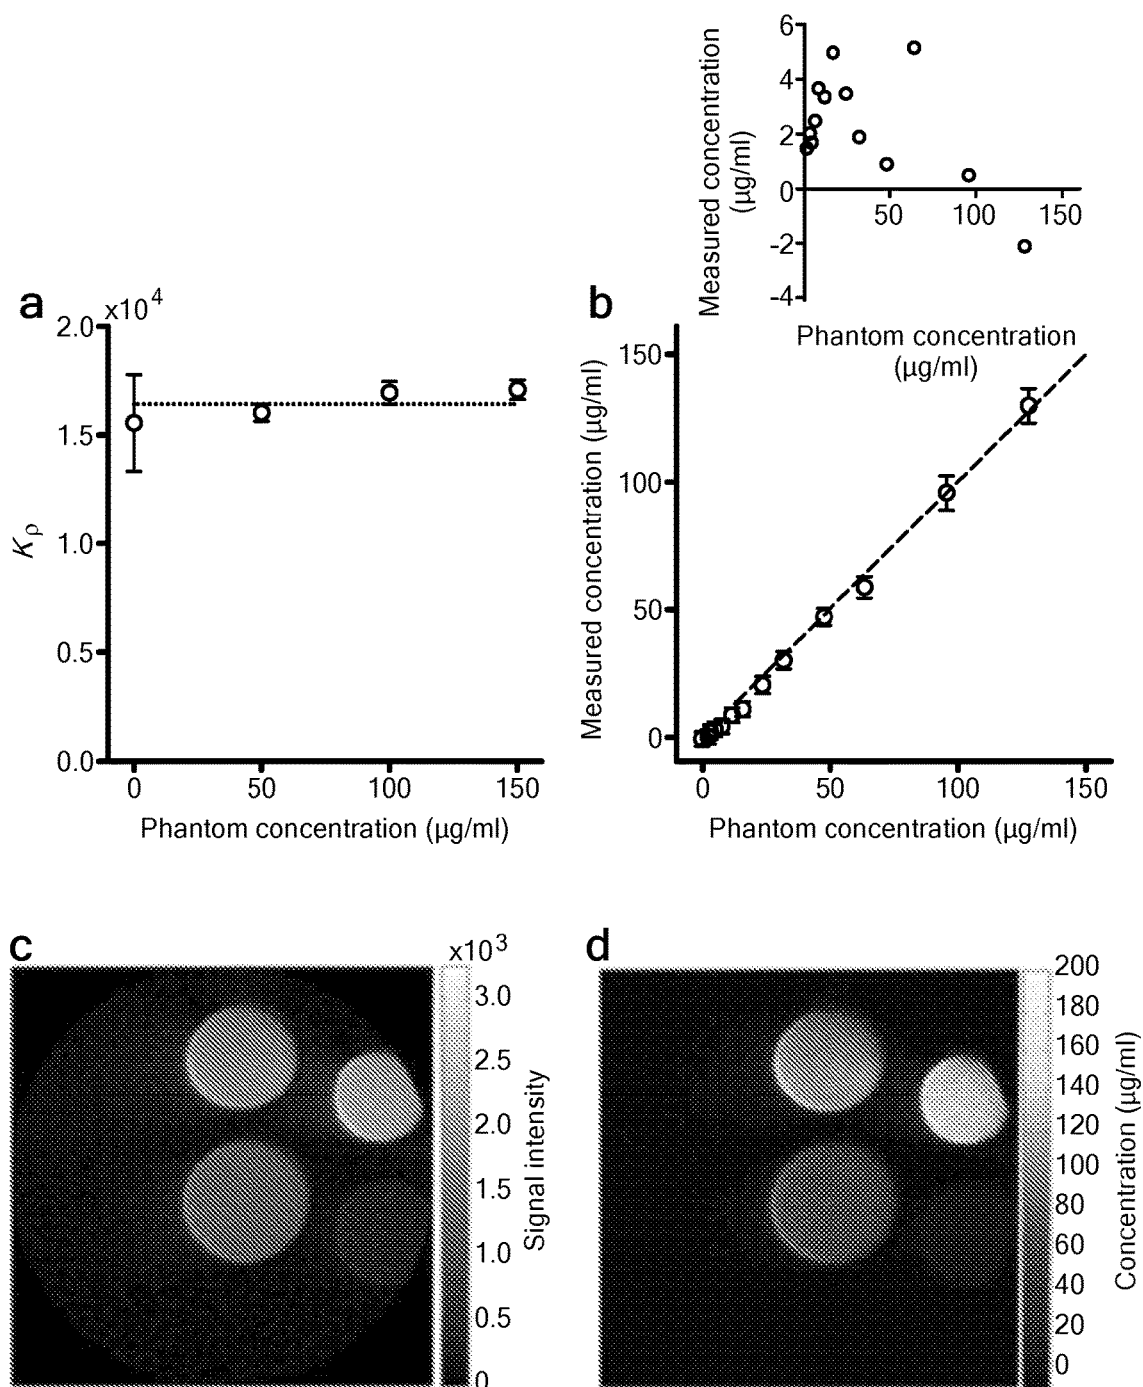 6
4
2
0
-2
-4
50
100
150
Measured concentration
(µg/ml)
Phantom concentration
(µg/ml)
a
x10⁴
2.0
1.5
1.0
0.5
0.0
Kρ
0
50
100
150
Phantom concentration (µg/ml)
b
150
100
50
0
Measured concentration (µg/ml)
0
50
100
150
Phantom concentration (µg/ml)
c
x10³
3.0
2.5
2.0
1.5
1.0
0.5
0
Signal intensity
d
200
180
160
140
120
100
80
60
40
20
0
Concentration (µg/ml)